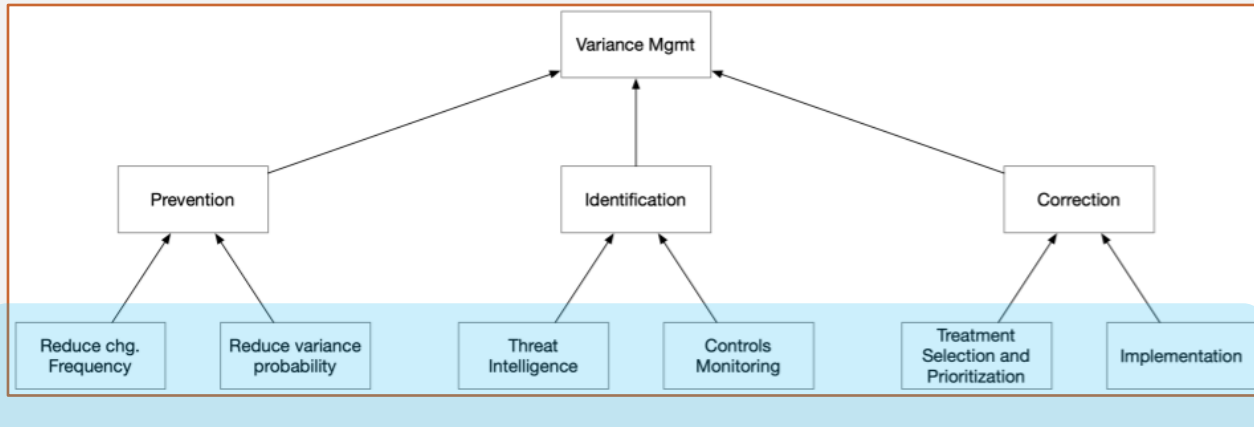 Variance Mgmt
Prevention
Identification
Correction
Reduce chg.
Frequency
Reduce variance
probability
Threat
Intelligence
Controls
Monitoring
Treatment
Selection and
Prioritization
Implementation